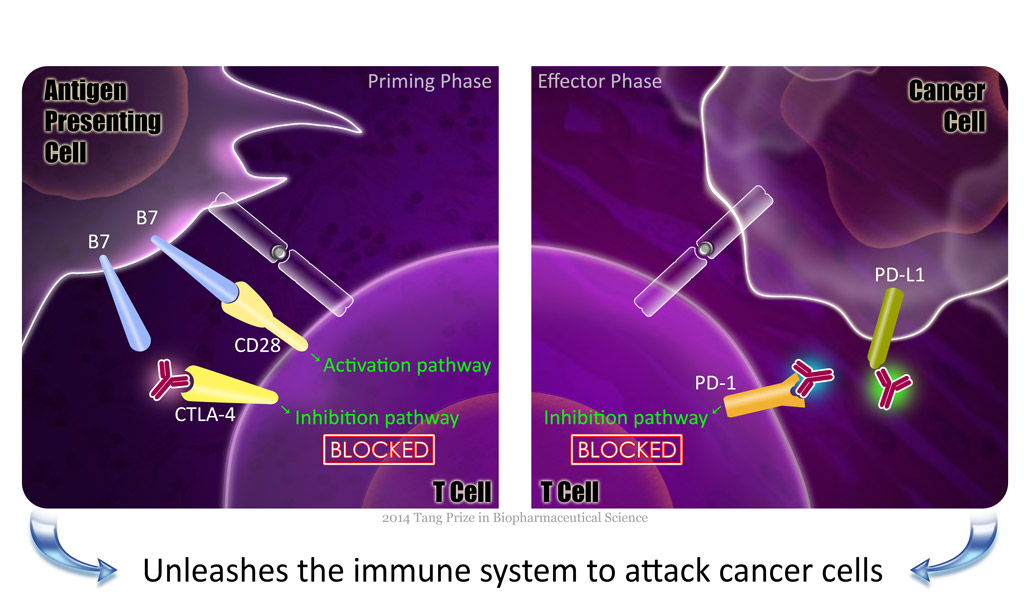 Antigen
Presenting
Cell
Priming Phase
B7
B7
CD28
Activation pathway
CTLA-4
Inhibition pathway
BLOCKED
T Cell
Effector Phase
Cancer
Cell
PD-L1
PD-1
Inhibition pathway
BLOCKED
T Cell
2014 Tang Prize in Biopharmaceutical Science
Unleashes the immune system to attack cancer cells